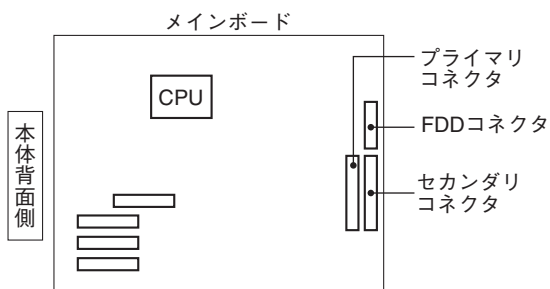 メインボード
プライマリ
コネクタ
CPU
FDDコネクタ
本体背面側
セカンダリ
コネクタ